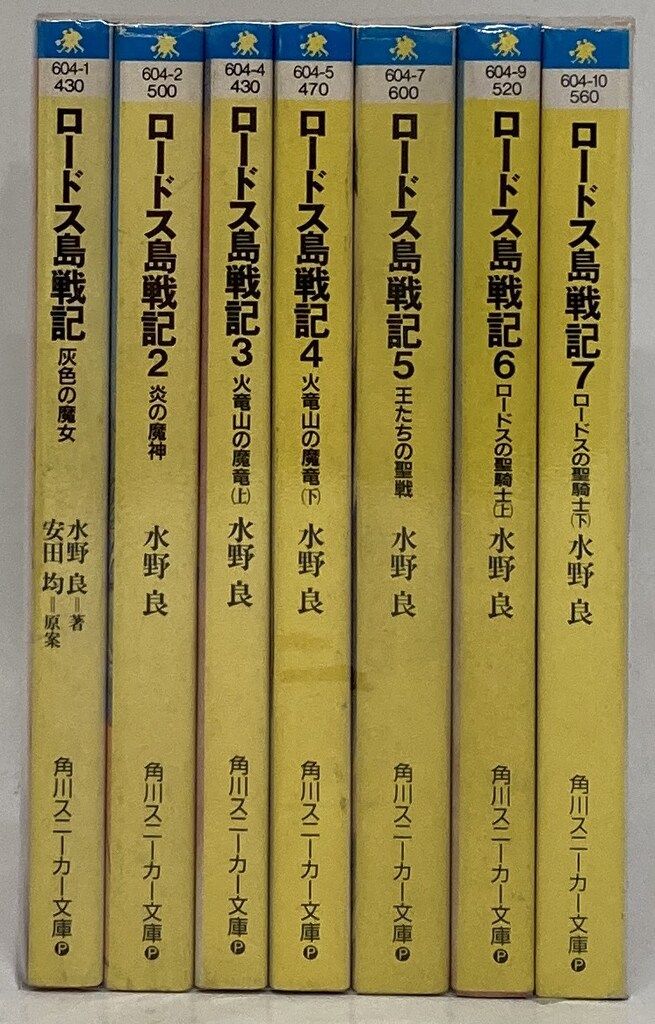 604-1
430
ロードス島戦記
灰色の魔女
水野 良=著
安田 均=原案
角川スニーカー文庫
P
604-2
500
ロードス島戦記2
炎の魔神
水野 良
角川スニーカー文庫
P
604-4
430
ロードス島戦記3
火竜山の魔竜(上)
水野 良
角川スニーカー文庫
P
604-5
470
ロードス島戦記4
火竜山の魔竜(下)
水野 良
角川スニーカー文庫
P
604-7
600
ロードス島戦記5
王たちの聖戦
水野 良
角川スニーカー文庫
P
604-9
520
ロードス島戦記6
ロードスの聖騎士(上)
水野 良
角川スニーカー文庫
P
604-10
560
ロードス島戦記7
ロードスの聖騎士(下)
水野 良
角川スニーカー文庫
P